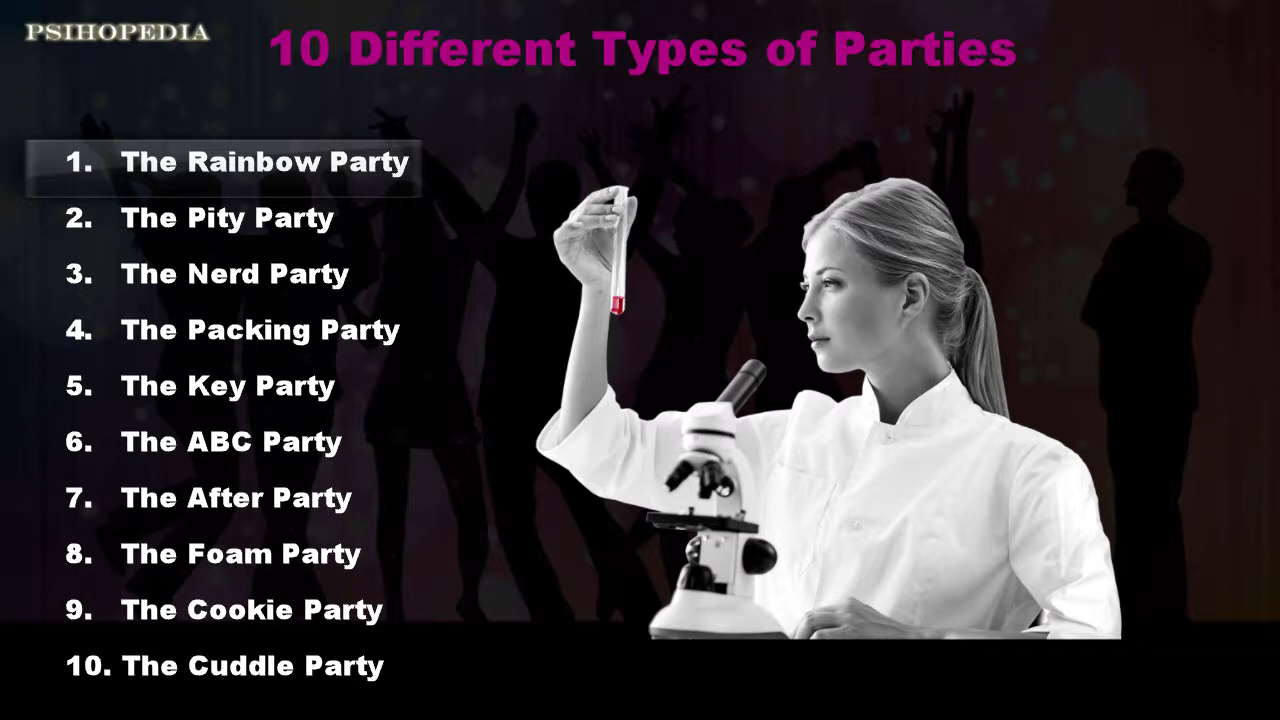 PSIHOPEDIA
10 Different Types of Parties
1. The Rainbow Party
2. The Pity Party
3. The Nerd Party
4. The Packing Party
5. The Key Party
6. The ABC Party
7. The After Party
8. The Foam Party
9. The Cookie Party
10. The Cuddle Party